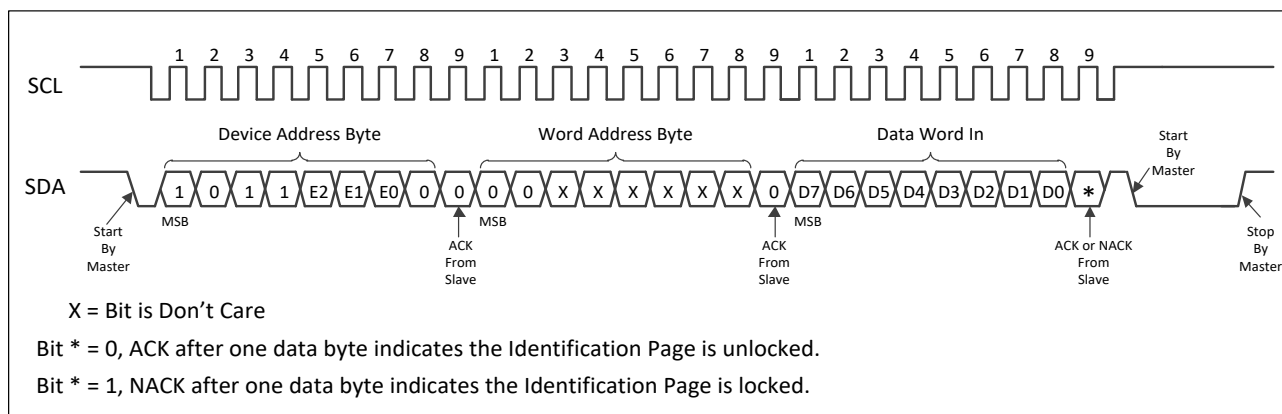 1 2 3 4 5 6 7 8 9 1 2 3 4 5 6 7 8 9 1 2 3 4 5 6 7 8 9
SCL
Device Address Byte
Word Address Byte
Data Word In
Start
By
Master
SDA
1 0 1 1 E2 E1 E0 0 0 0 0 X X X X X X 0 D7 D6 D5 D4 D3 D2 D1 D0 *
MSB
MSB
MSB
Start
By
Master
ACK
From
Slave
ACK
From
Slave
ACK or NACK
From
Slave
Stop
By
Master
X = Bit is Don’t Care
Bit * = 0, ACK after one data byte indicates the Identification Page is unlocked.
Bit * = 1, NACK after one data byte indicates the Identification Page is locked.